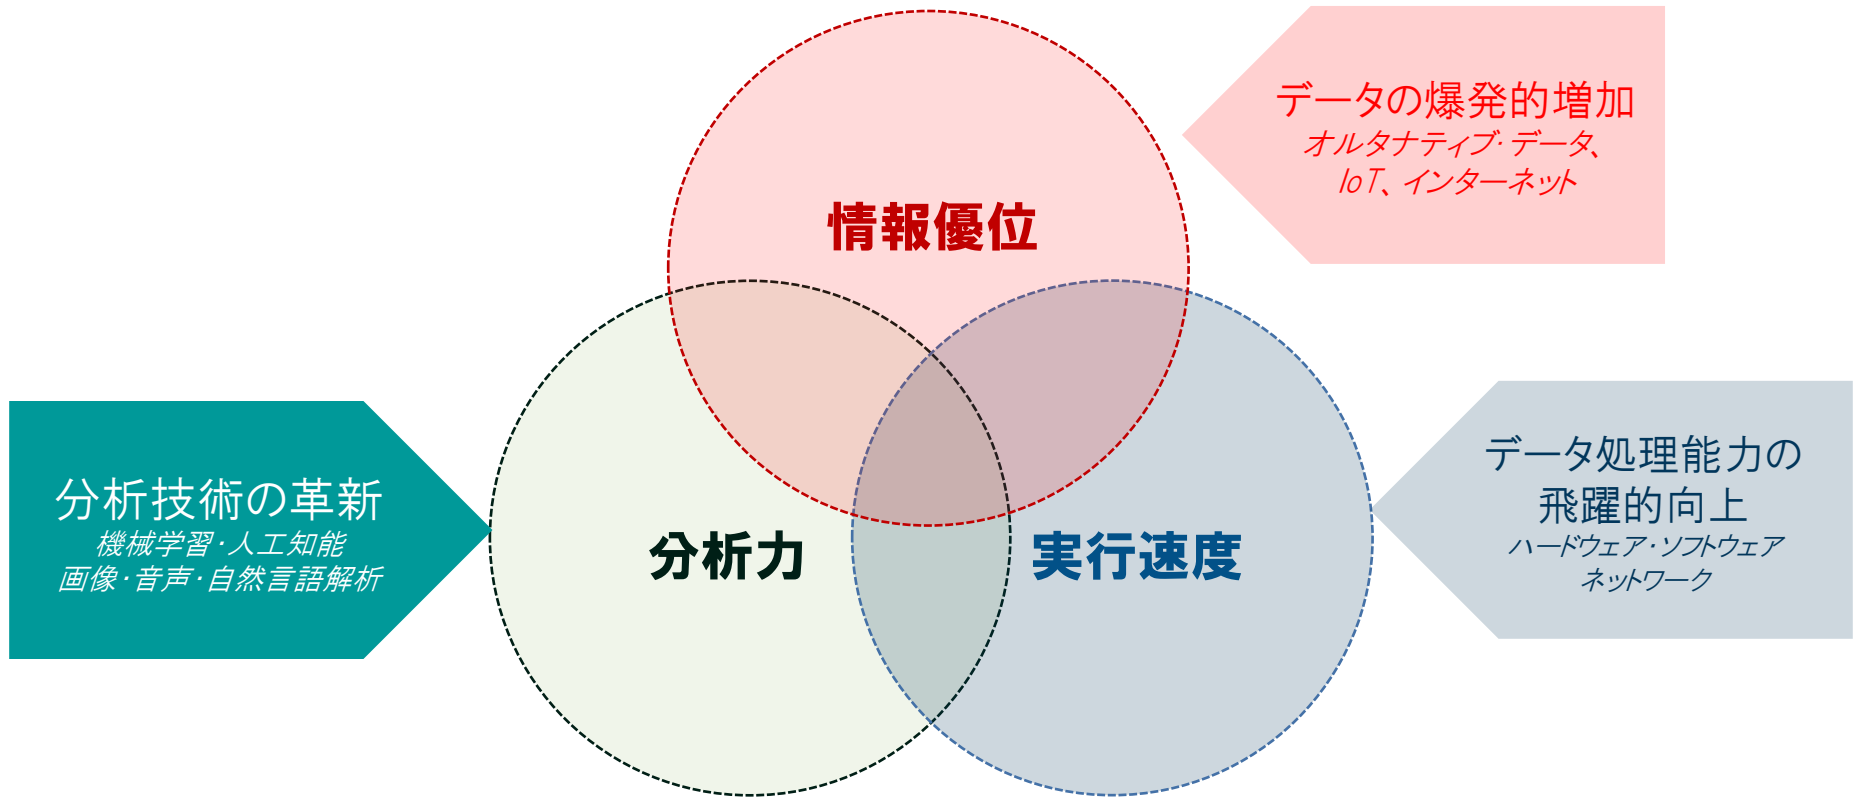 データの爆発的増加
オルタナティブ・データ、
IoT、インターネット
情報優位
データ処理能力の
飛躍的向上
ハードウェア・ソフトウェア
ネットワーク
分析技術の革新
機械学習・人工知能
画像・音声・自然言語解析
分析力
実行速度